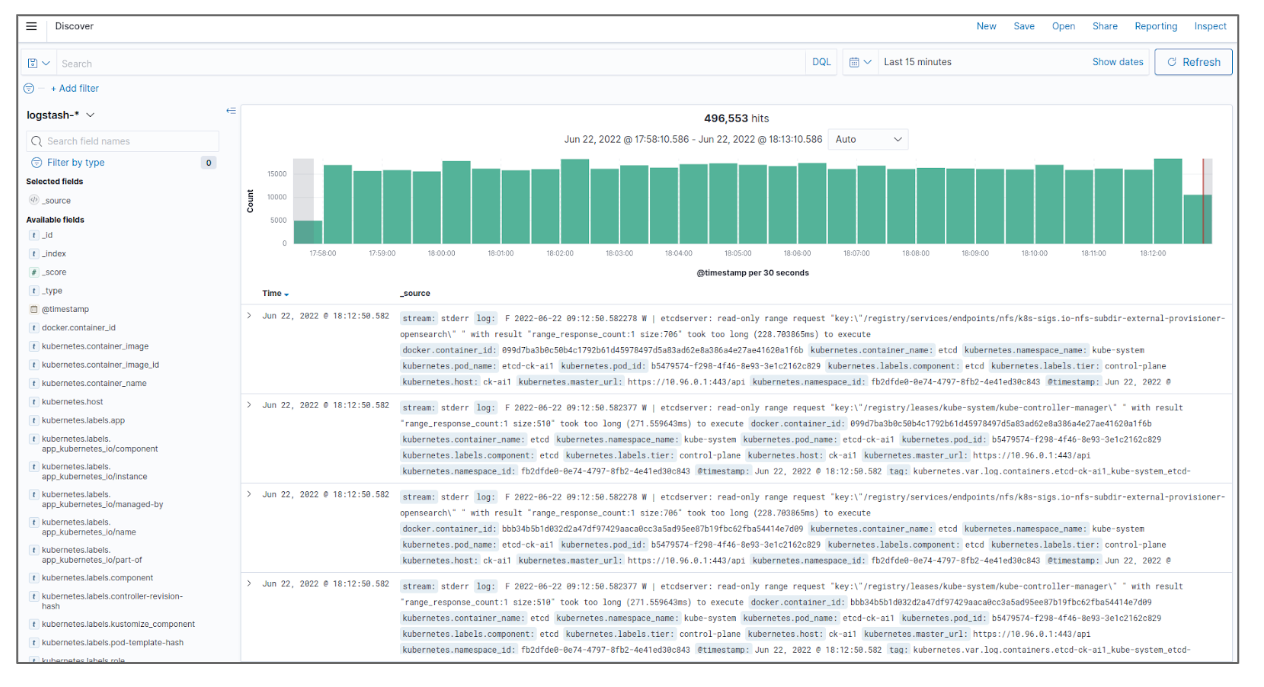 Discover
New Save Open Share Reporting Inspect
Search
DQL
Last 15 minutes
Show dates
Refresh
+ Add filter
logstash-*
Search field names
Filter by type
0
Selected fields
_source
Available fields
t _id
t _index
# _score
t _type
@timestamp
t docker.container_id
t kubernetes.container_image
t kubernetes.container_image_id
t kubernetes.container_name
t kubernetes.host
t kubernetes.labels.app
t kubernetes.labels.
app_kubernetes_io/component
t kubernetes.labels.
app_kubernetes_io/instance
t kubernetes.labels.
app_kubernetes_io/managed-by
t kubernetes.labels.
app_kubernetes_io/name
t kubernetes.labels.
app_kubernetes_io/part-of
t kubernetes.labels.component
t kubernetes.labels.controller-revision-
hash
t kubernetes.labels.kustomize_component
t kubernetes.labels.pod-template-hash
t kubernetes.labels.role
496,553 hits
Jun 22, 2022 @ 17:58:10.586 - Jun 22, 2022 @ 18:13:10.586 Auto
Count
15000
10000
5000
0
17:58:00 17:59:00 18:00:00 18:01:00 18:02:00 18:03:00 18:04:00 18:05:00 18:06:00 18:07:00 18:08:00 18:09:00 18:10:00 18:11:00 18:12:00
@timestamp per 30 seconds
Time _source
Jun 22, 2022 @ 18:12:50.582 stream: stderr log: F 2022-06-22 09:12:50.582278 W | etcdserver: read-only range request "key:\"/registry/services/endpoints/nfs/k8s-sigs.io-nfs-subdir-external-provisioner-
opensearch\" " with result "range_response_count:1 size:706" took too long (228.703865ms) to execute
docker.container_id: 099d7ba3b0c50b4c1792b61d45978497d5a83ad62e8a386a4e27ae41620a1f6b kubernetes.container_name: etcd kubernetes.namespace_name: kube-system
kubernetes.pod_name: etcd-ck-ai1 kubernetes.pod_id: b5479574-f298-4f46-8e93-3e1c2162c829 kubernetes.labels.component: etcd kubernetes.labels.tier: control-plane
kubernetes.host: ck-ai1 kubernetes.master_url: https://10.96.0.1:443/api kubernetes.namespace_id: fb2dfde0-0e74-4797-8fb2-4e41ed30c843 @timestamp: Jun 22, 2022 @
Jun 22, 2022 @ 18:12:50.582 stream: stderr log: F 2022-06-22 09:12:50.582377 W | etcdserver: read-only range request "key:\"/registry/leases/kube-system/kube-controller-manager\" " with result
"range_response_count:1 size:510" took too long (271.559643ms) to execute docker.container_id: 099d7ba3b0c50b4c1792b61d45978497d5a83ad62e8a386a4e27ae41620a1f6b
kubernetes.container_name: etcd kubernetes.namespace_name: kube-system kubernetes.pod_name: etcd-ck-ai1 kubernetes.pod_id: b5479574-f298-4f46-8e93-3e1c2162c829
kubernetes.labels.component: etcd kubernetes.labels.tier: control-plane kubernetes.host: ck-ai1 kubernetes.master_url: https://10.96.0.1:443/api
kubernetes.namespace_id: fb2dfde0-0e74-4797-8fb2-4e41ed30c843 @timestamp: Jun 22, 2022 @ 18:12:50.582 tag: kubernetes.var.log.containers.etcd-ck-ai1_kube-system_etcd-
Jun 22, 2022 @ 18:12:50.582 stream: stderr log: F 2022-06-22 09:12:50.582278 W | etcdserver: read-only range request "key:\"/registry/services/endpoints/nfs/k8s-sigs.io-nfs-subdir-external-provisioner-
opensearch\" " with result "range_response_count:1 size:706" took too long (228.703865ms) to execute
docker.container_id: bbb34b5b1d032d2a47df97429aaca0cc3a5ad95ee87b19fbc62fba54414e7d09 kubernetes.container_name: etcd kubernetes.namespace_name: kube-system
kubernetes.pod_name: etcd-ck-ai1 kubernetes.pod_id: b5479574-f298-4f46-8e93-3e1c2162c829 kubernetes.labels.component: etcd kubernetes.labels.tier: control-plane
kubernetes.host: ck-ai1 kubernetes.master_url: https://10.96.0.1:443/api kubernetes.namespace_id: fb2dfde0-0e74-4797-8fb2-4e41ed30c843 @timestamp: Jun 22, 2022 @
Jun 22, 2022 @ 18:12:50.582 stream: stderr log: F 2022-06-22 09:12:50.582377 W | etcdserver: read-only range request "key:\"/registry/leases/kube-system/kube-controller-manager\" " with result
"range_response_count:1 size:510" took too long (271.559643ms) to execute docker.container_id: bbb34b5b1d032d2a47df97429aaca0cc3a5ad95ee87b19fbc62fba54414e7d09
kubernetes.container_name: etcd kubernetes.namespace_name: kube-system kubernetes.pod_name: etcd-ck-ai1 kubernetes.pod_id: b5479574-f298-4f46-8e93-3e1c2162c829
kubernetes.labels.component: etcd kubernetes.labels.tier: control-plane kubernetes.host: ck-ai1 kubernetes.master_url: https://10.96.0.1:443/api
kubernetes.namespace_id: fb2dfde0-0e74-4797-8fb2-4e41ed30c843 @timestamp: Jun 22, 2022 @ 18:12:50.582 tag: kubernetes.var.log.containers.etcd-ck-ai1_kube-system_etcd-